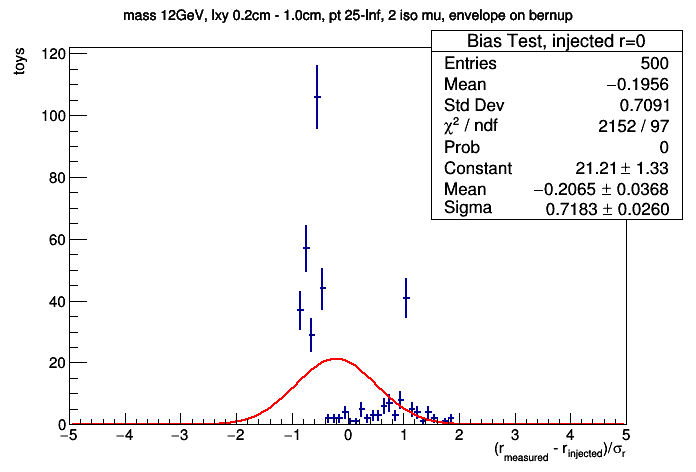 mass 12GeV, lxy 0.2cm - 1.0cm, pt 25-Inf, 2 iso mu, envelope on bernup
Bias Test, injected r=0
Entries 500
Mean −0.1956
Std Dev 0.7091
χ² / ndf 2152 / 97
Prob 0
Constant 21.21 ± 1.33
Mean −0.2065 ± 0.0368
Sigma 0.7183 ± 0.0260
toys
120
100
80
60
40
20
0
−5 −4 −3 −2 −1 0 1 2 3 4 5
(r_measured - r_injected)/σ_r